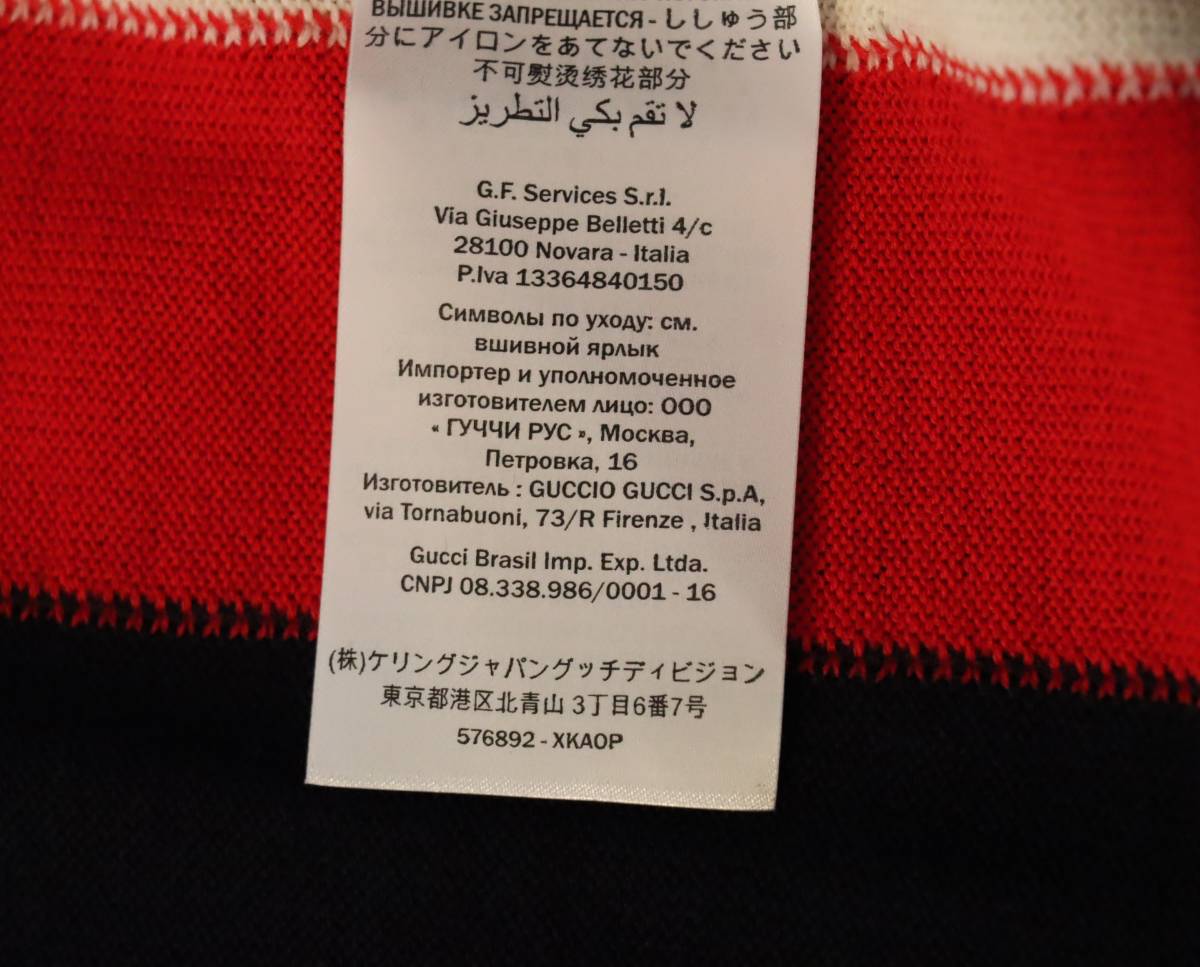 ВЫШИВКЕ ЗАПРЕЩАЕТСЯ - ししゅう部
分にアイロンをあてないでください
不可熨烫绣花部分
لا تقم بكي التطريز
G.F. Services S.r.l.
Via Giuseppe Belletti 4/c
28100 Novara - Italia
P.Iva 13364840150
Символы по уходу: см.
вшивной ярлык
Импортер и уполномоченное
изготовителем лицо: ООО
« ГУЧЧИ РУС », Москва,
Петровка, 16
Изготовитель : GUCCIO GUCCI S.p.A,
via Tornabuoni, 73/R Firenze , Italia
Gucci Brasil Imp. Exp. Ltda.
CNPJ 08.338.986/0001 - 16
(株)ケリングジャパングッチディビジョン
東京都港区北青山 3丁目6番7号
576892 - XKAOP